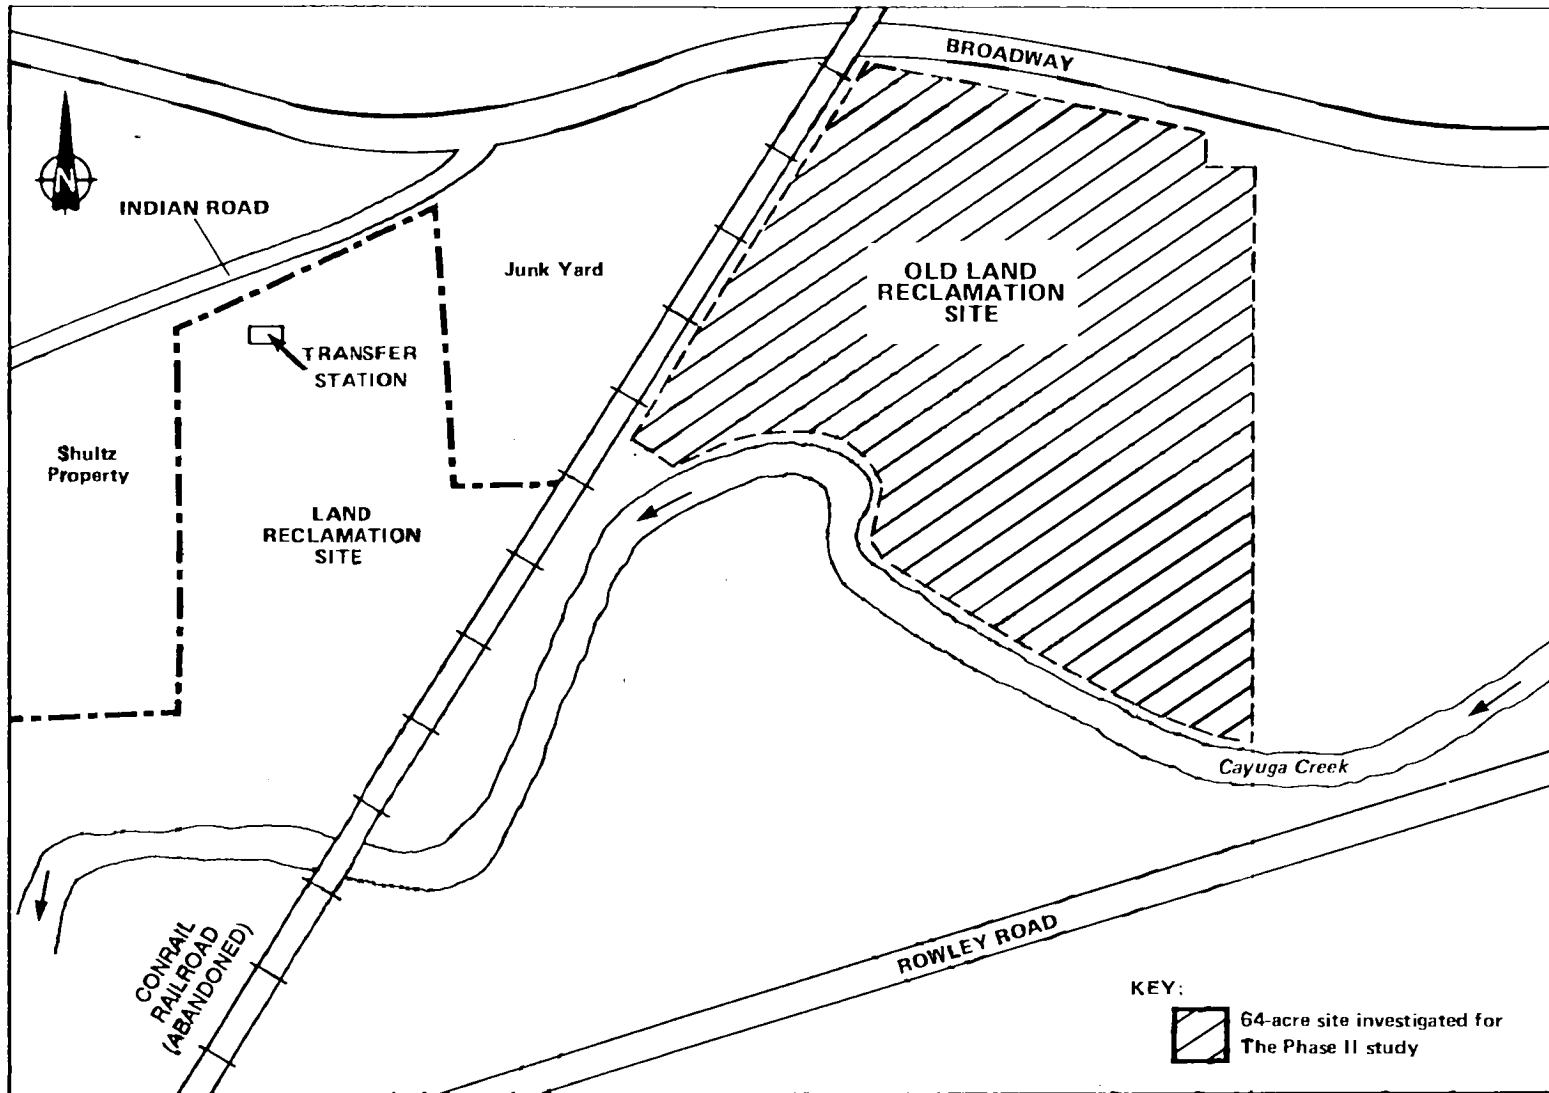 BROADWAY
N
INDIAN ROAD
Junk Yard
OLD LAND
RECLAMATION
SITE
TRANSFER
STATION
Shultz
Property
LAND
RECLAMATION
SITE
Cayuga Creek
ROWLEY ROAD
CONRAIL
RAILROAD
(ABANDONED)
KEY:
64-acre site investigated for
The Phase II study